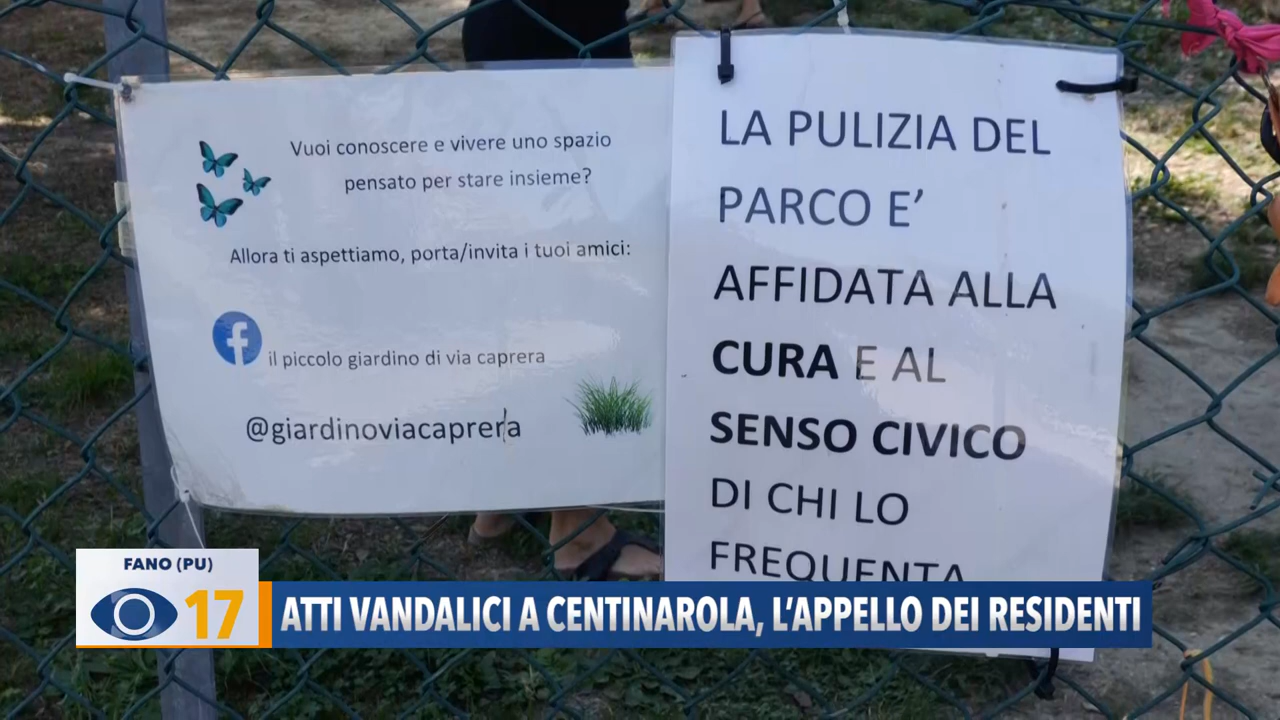 Vuoi conoscere e vivere uno spazio
pensato per stare insieme?
Allora ti aspettiamo, porta/invita i tuoi amici:
il piccolo giardino di via caprera
@giardinoviacaprera
LA PULIZIA DEL
PARCO E’
AFFIDATA ALLA
CURA E AL
SENSO CIVICO
DI CHI LO
FREQUENTA
FANO (PU)
17
ATTI VANDALICI A CENTINAROLA, L’APPELLO DEI RESIDENTI